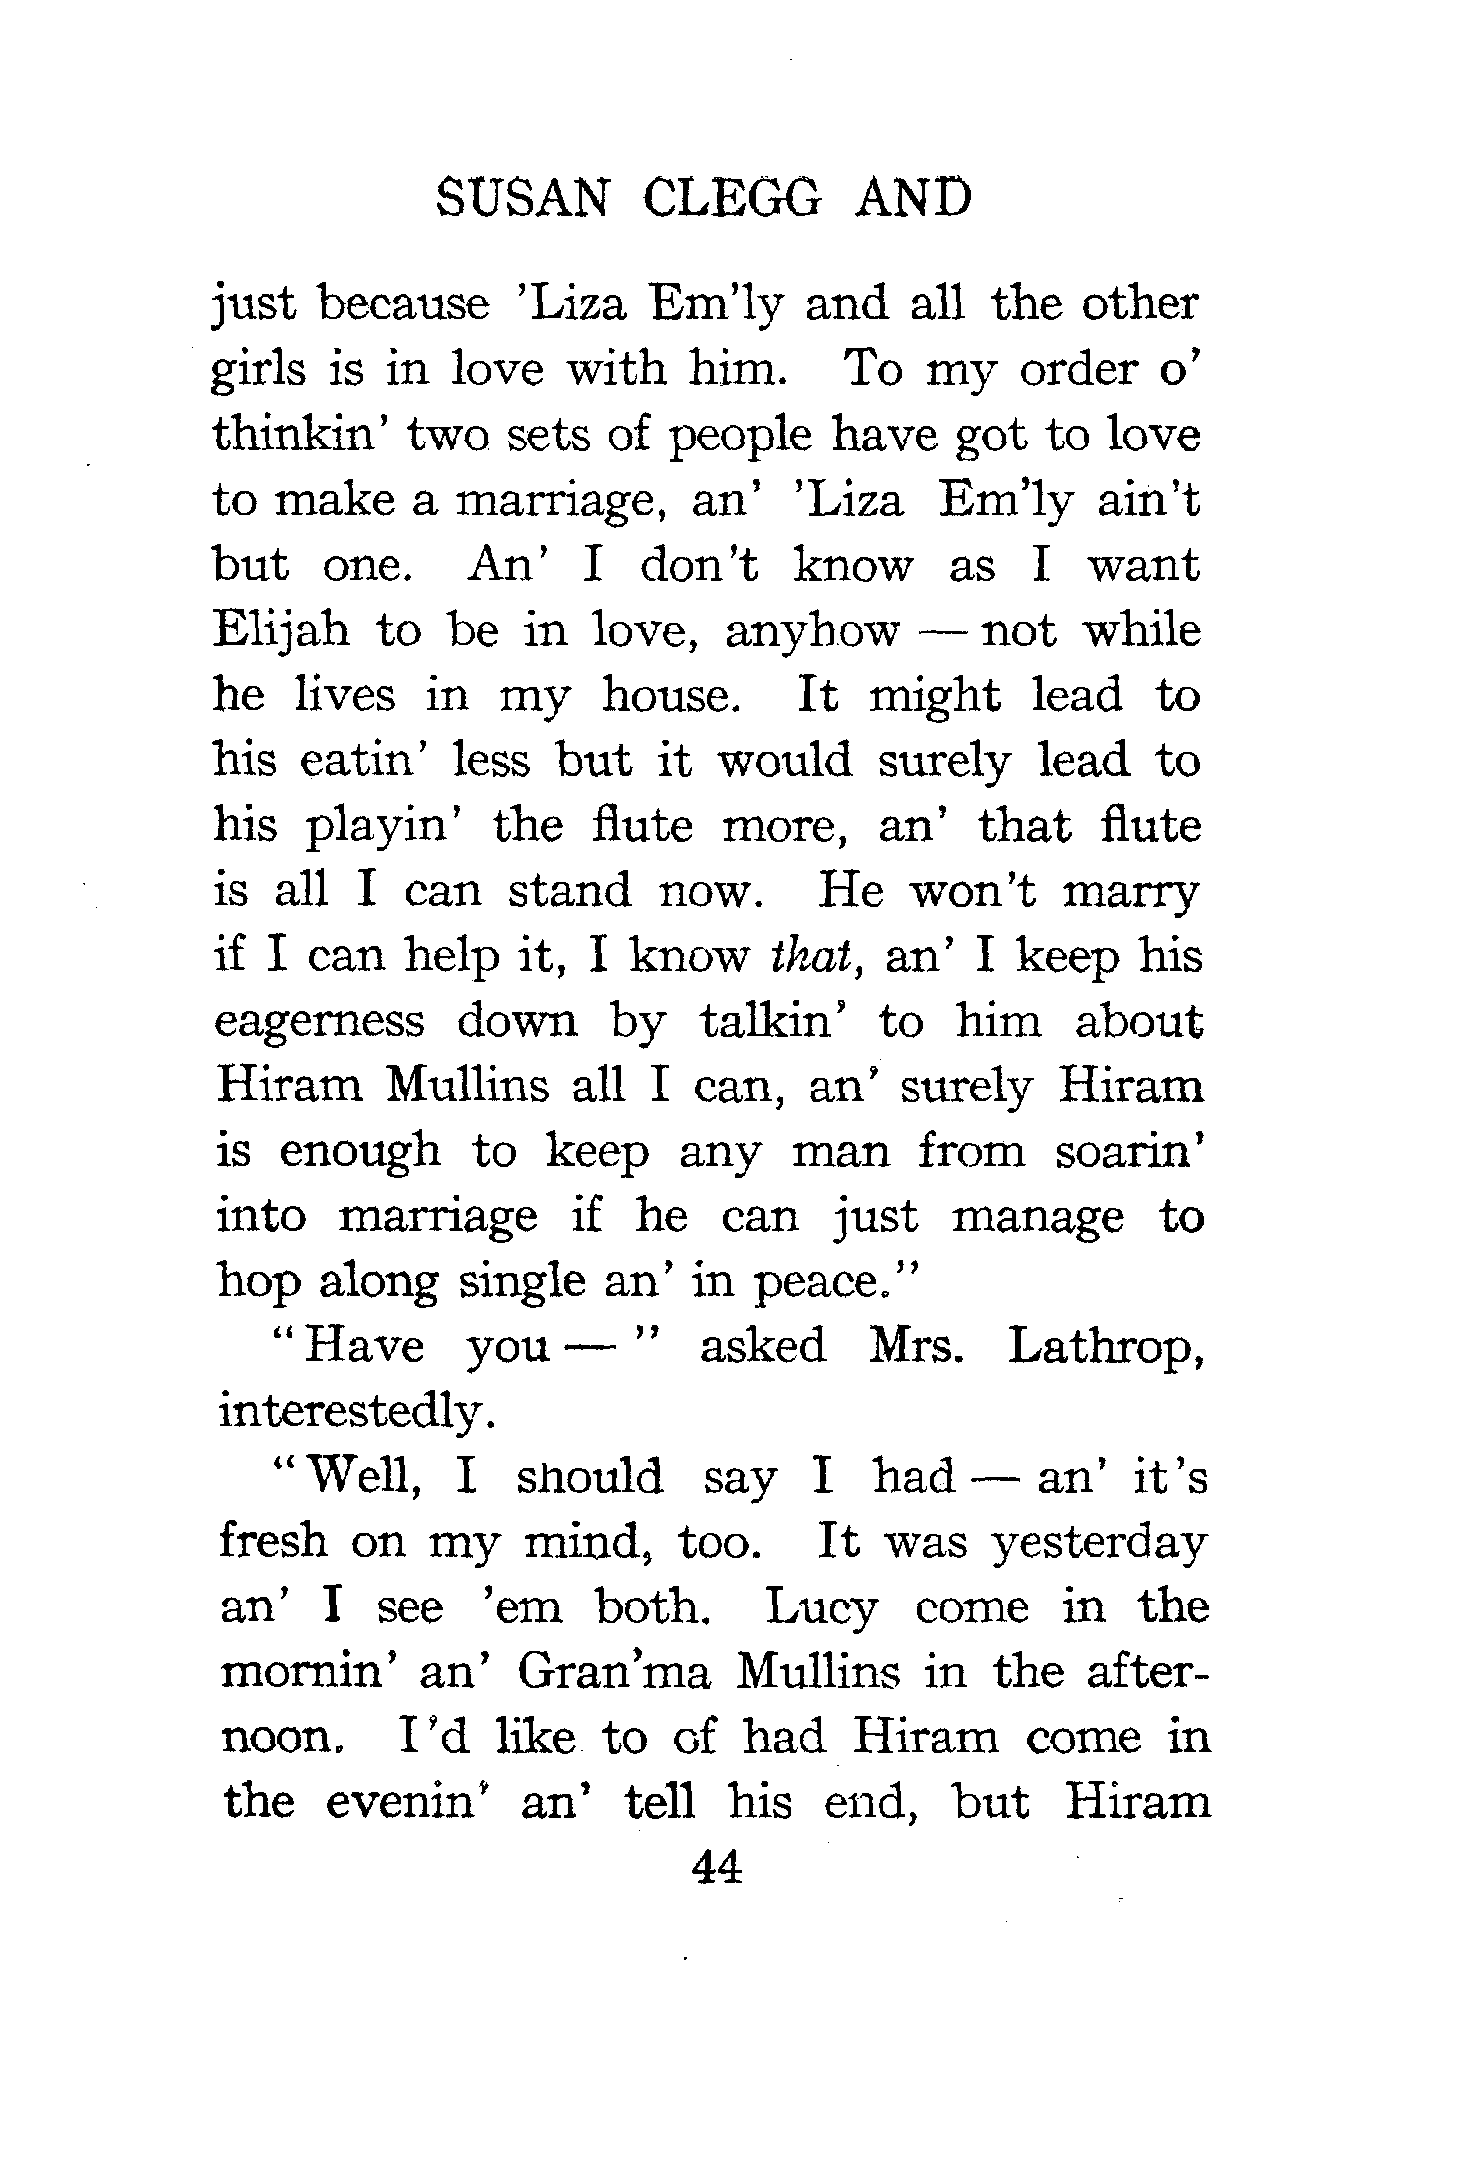 SUSAN CLEGG AND
just because 'Liza Em'ly and all the other
girls is in love with him. To my order o'
thinkin' two sets of people have got to love
to make a marriage, an' 'Liza Em'ly ain't
but one. An' I don't know as I want
Elijah to be in love, anyhow — not while
he lives in my house. It might lead to
his eatin' less but it would surely lead to
his playin' the flute more, an' that flute
is all I can stand now. He won't marry
if I can help it, I know that, an' I keep his
eagerness down by talkin' to him about
Hiram Mullins all I can, an' surely Hiram
is enough to keep any man from soarin'
into marriage if he can just manage to
hop along single an' in peace."
"Have you — " asked Mrs. Lathrop,
interestedly.
"Well, I should say I had — an' it's
fresh on my mind, too. It was yesterday
an' I see 'em both. Lucy come in the
mornin' an' Gran'ma Mullins in the after-
noon. I'd like to of had Hiram come in
the evenin' an' tell his end, but Hiram
44